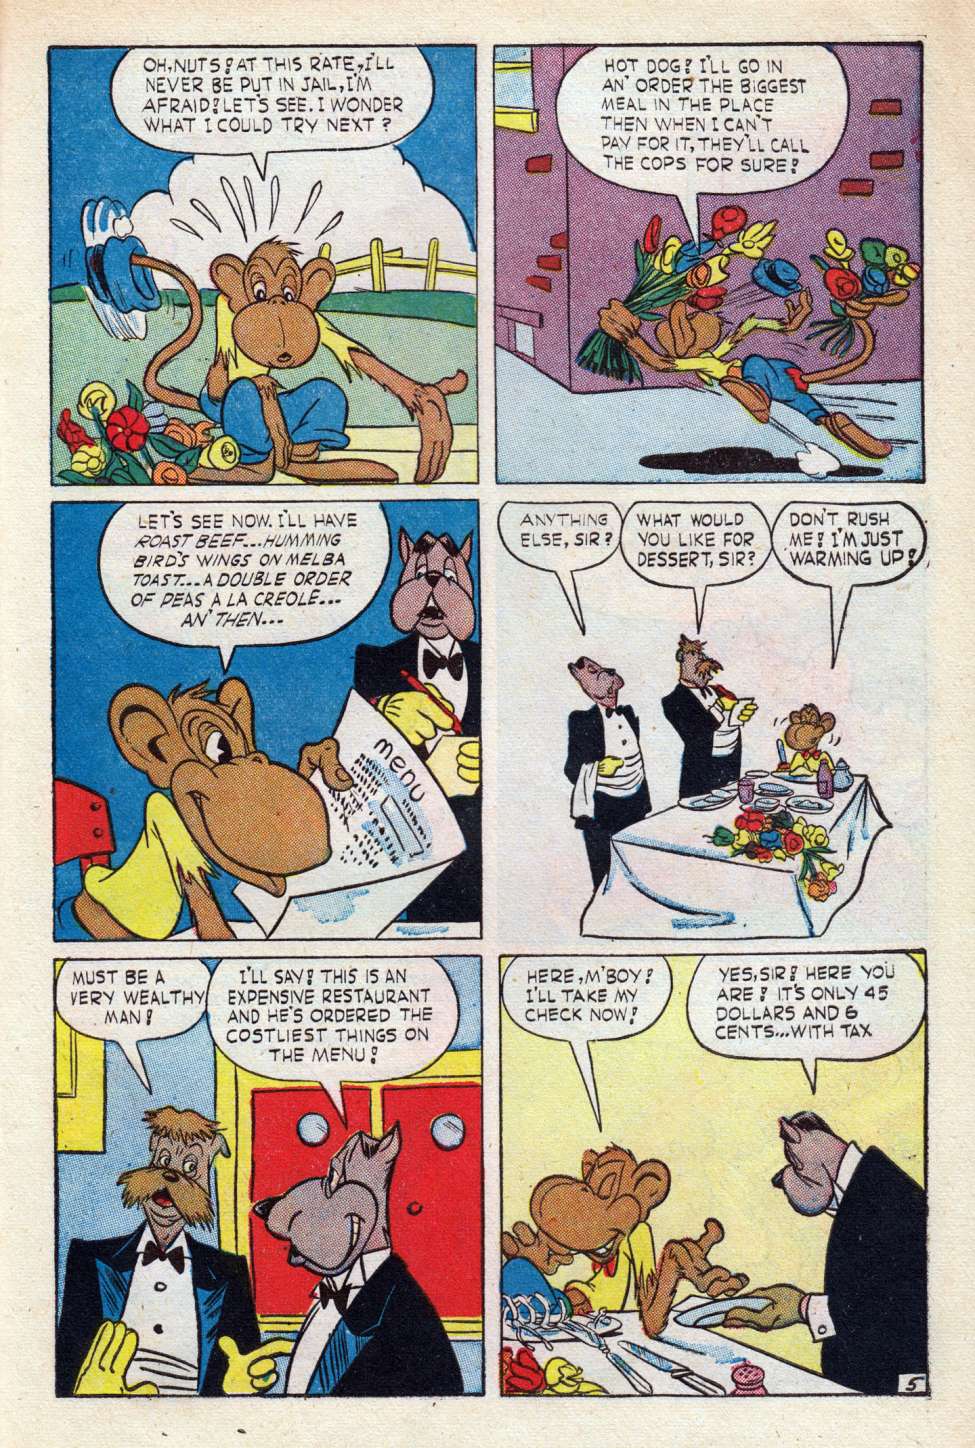 OH, NUTS! AT THIS RATE, I'LL
NEVER BE PUT IN JAIL, I'M
AFRAID! LET'S SEE. I WONDER
WHAT I COULD TRY NEXT?
HOT DOG! I'LL GO IN
AN' ORDER THE BIGGEST
MEAL IN THE PLACE
THEN WHEN I CAN'T
PAY FOR IT, THEY'LL CALL
THE COPS FOR SURE!
LET'S SEE NOW. I'LL HAVE
ROAST BEEF...HUMMING
BIRD'S WINGS ON MELBA
TOAST...A DOUBLE ORDER
OF PEAS A LA CREOLE...
AN' THEN...
MENU
ANYTHING
ELSE, SIR?
WHAT WOULD
YOU LIKE FOR
DESSERT, SIR?
DON'T RUSH
ME! I'M JUST
WARMING UP!
MUST BE A
VERY WEALTHY
MAN!
I'LL SAY! THIS IS AN
EXPENSIVE RESTAURANT
AND HE'S ORDERED THE
COSTLIEST THINGS ON
THE MENU!
HERE, M'BOY!
I'LL TAKE MY
CHECK NOW!
YES, SIR! HERE YOU
ARE! IT'S ONLY 45
DOLLARS AND 6
CENTS...WITH TAX
5